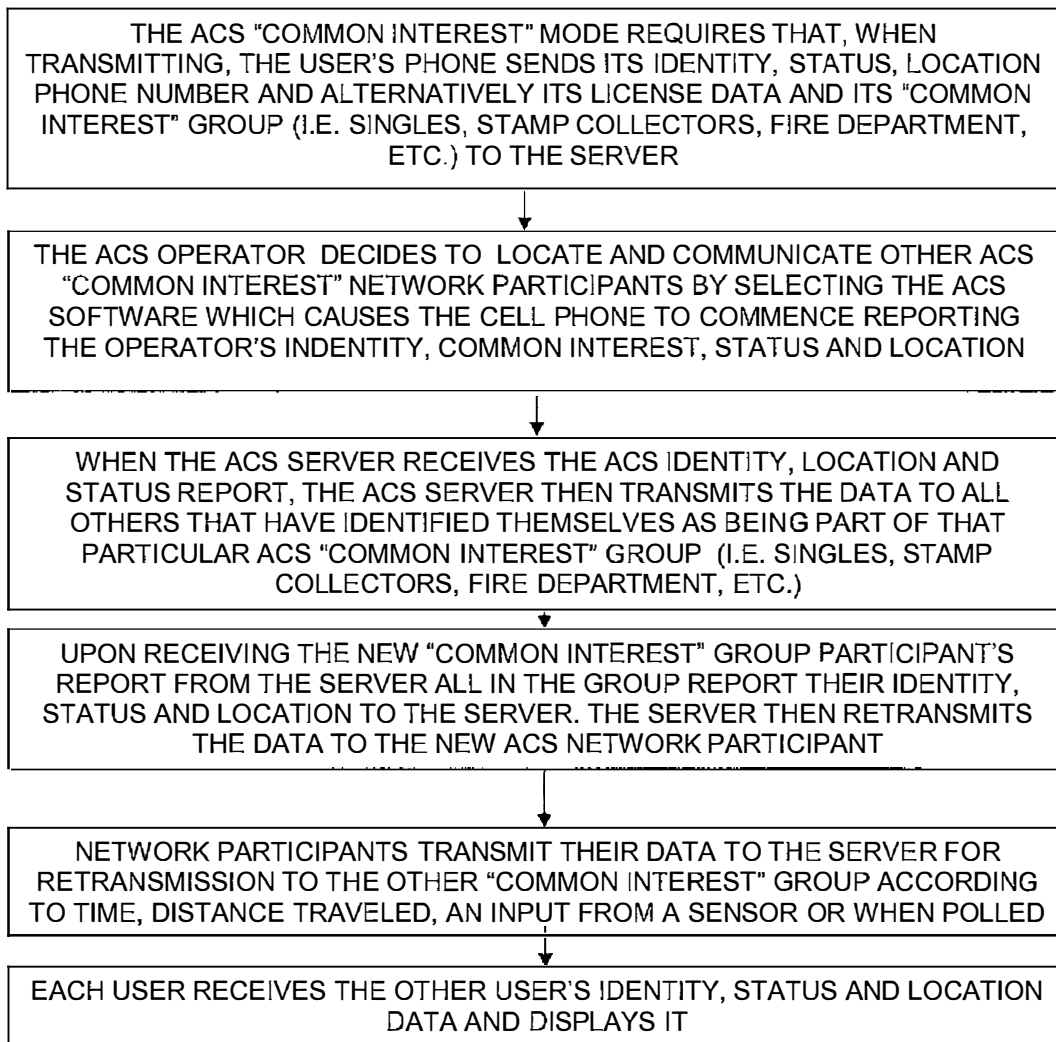 THE ACS "COMMON INTEREST" MODE REQUIRES THAT, WHEN
TRANSMITTING, THE USER'S PHONE SENDS ITS IDENTITY, STATUS, LOCATION
PHONE NUMBER AND ALTERNATIVELY ITS LICENSE DATA AND ITS "COMMON
INTEREST" GROUP (I.E. SINGLES, STAMP COLLECTORS, FIRE DEPARTMENT,
ETC.) TO THE SERVER
THE ACS OPERATOR DECIDES TO LOCATE AND COMMUNICATE OTHER ACS
"COMMON INTEREST" NETWORK PARTICIPANTS BY SELECTING THE ACS
SOFTWARE WHICH CAUSES THE CELL PHONE TO COMMENCE REPORTING
THE OPERATOR'S INDENTITY, COMMON INTEREST, STATUS AND LOCATION
WHEN THE ACS SERVER RECEIVES THE ACS IDENTITY, LOCATION AND
STATUS REPORT, THE ACS SERVER THEN TRANSMITS THE DATA TO ALL
OTHERS THAT HAVE IDENTIFIED THEMSELVES AS BEING PART OF THAT
PARTICULAR ACS "COMMON INTEREST" GROUP (I.E. SINGLES, STAMP
COLLECTORS, FIRE DEPARTMENT, ETC.)
UPON RECEIVING THE NEW "COMMON INTEREST" GROUP PARTICIPANT'S
REPORT FROM THE SERVER ALL IN THE GROUP REPORT THEIR IDENTITY,
STATUS AND LOCATION TO THE SERVER. THE SERVER THEN RETRANSMITS
THE DATA TO THE NEW ACS NETWORK PARTICIPANT
NETWORK PARTICIPANTS TRANSMIT THEIR DATA TO THE SERVER FOR
RETRANSMISSION TO THE OTHER "COMMON INTEREST" GROUP ACCORDING
TO TIME, DISTANCE TRAVELED, AN INPUT FROM A SENSOR OR WHEN POLLED
EACH USER RECEIVES THE OTHER USER'S IDENTITY, STATUS AND LOCATION
DATA AND DISPLAYS IT